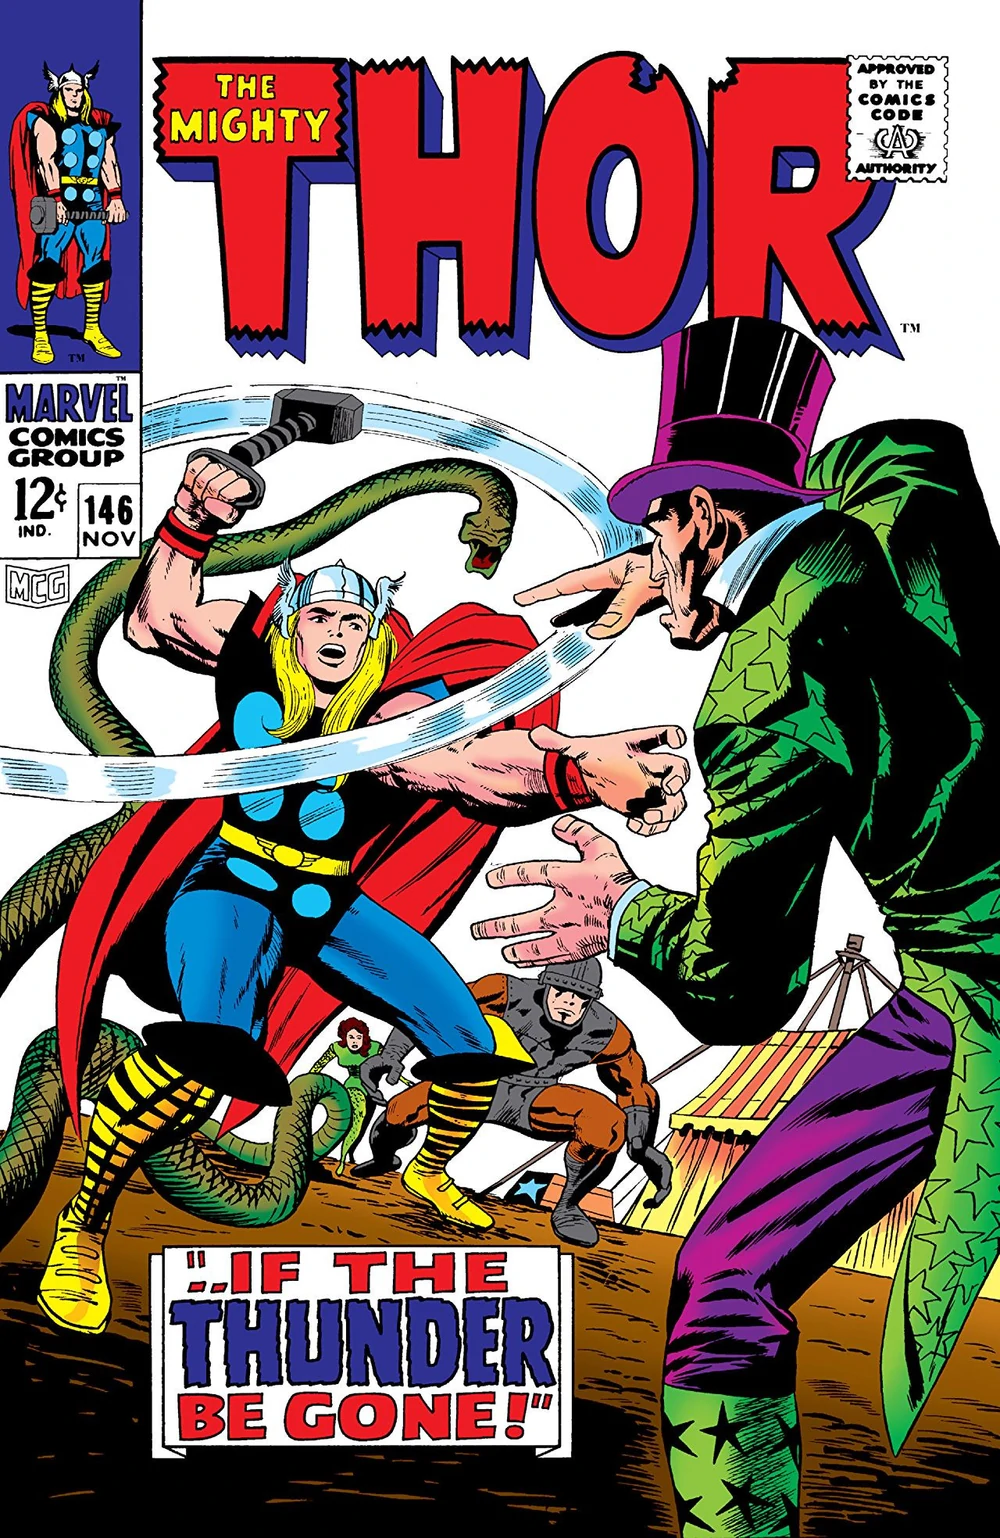 THE
MIGHTY
THOR
TM
APPROVED
BY THE
COMICS
CODE
CA
AUTHORITY
TM
MARVEL™
COMICS
GROUP
12¢
IND.
146
NOV
MCG
"...IF THE
THUNDER
BE GONE!"